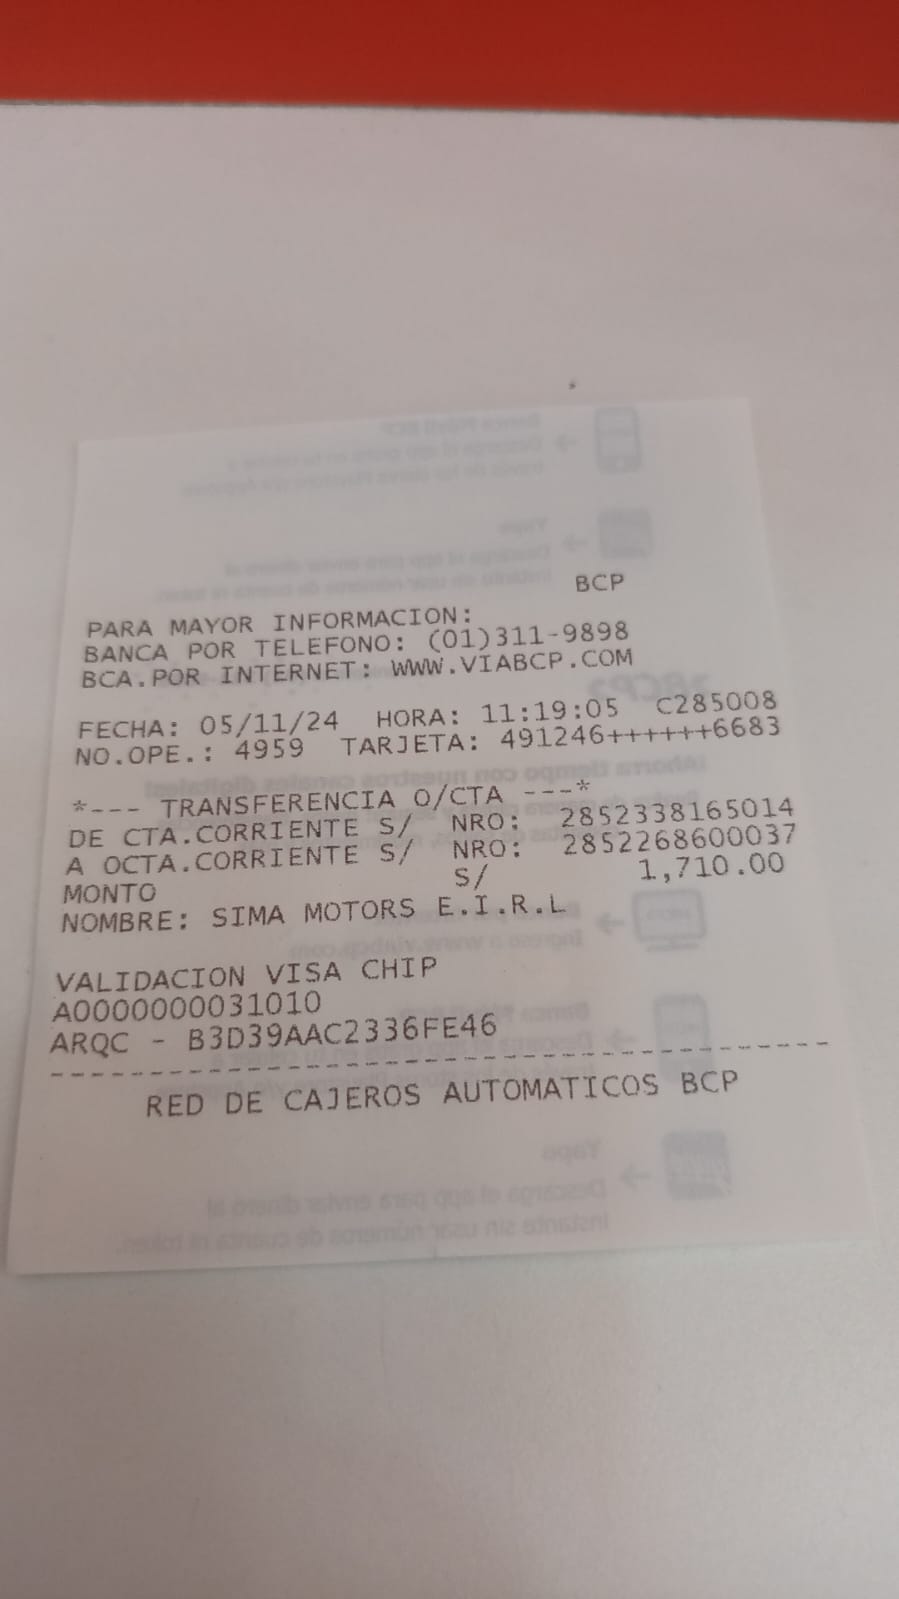 BCP
PARA MAYOR INFORMACION:
BANCA POR TELEFONO: (01)311-9898
BCA.POR INTERNET: WWW.VIABCP.COM
FECHA: 05/11/24 HORA: 11:19:05 C285008
NO.OPE.: 4959 TARJETA: 491246++++++6683
*--- TRANSFERENCIA O/CTA ---*
DE CTA.CORRIENTE S/ NRO: 2852338165014
A OCTA.CORRIENTE S/ NRO: 2852268600037
MONTO S/ 1,710.00
NOMBRE: SIMA MOTORS E.I.R.L
VALIDACION VISA CHIP
A0000000031010
ARQC - B3D39AAC2336FE46
RED DE CAJEROS AUTOMATICOS BCP